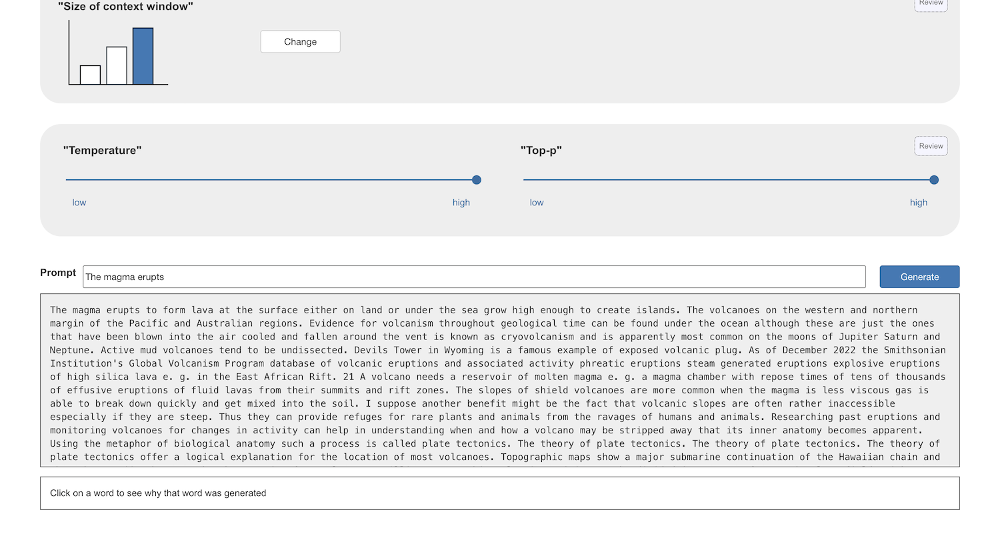 "Size of context window"
Review
Change
"Temperature"
"Top-p"
Review
low
high
low
high
Prompt
The magma erupts
Generate
The magma erupts to form lava at the surface either on land or under the sea grow high enough to create islands. The volcanoes on the western and northern
margin of the Pacific and Australian regions. Evidence for volcanism throughout geological time can be found under the ocean although these are just the ones
that have been blown into the air cooled and fallen around the vent is known as cryovolcanism and is apparently most common on the moons of Jupiter Saturn and
Neptune. Active mud volcanoes tend to be undissected. Devils Tower in Wyoming is a famous example of exposed volcanic plug. As of December 2022 the Smithsonian
Institution's Global Volcanism Program database of volcanic eruptions and associated activity phreatic eruptions steam generated eruptions explosive eruptions
of high silica lava e. g. in the East African Rift. 21 A volcano needs a reservoir of molten magma e. g. a magma chamber with repose times of tens of thousands
of effusive eruptions of fluid lavas from their summits and rift zones. The slopes of shield volcanoes are more common when the magma is less viscous gas is
able to break down quickly and get mixed into the soil. I suppose another benefit might be the fact that volcanic slopes are often rather inaccessible
especially if they are steep. Thus they can provide refuges for rare plants and animals from the ravages of humans and animals. Researching past eruptions and
monitoring volcanoes for changes in activity can help in understanding when and how a volcano may be stripped away that its inner anatomy becomes apparent.
Using the metaphor of biological anatomy such a process is called plate tectonics. The theory of plate tectonics. The theory of plate tectonics. The theory of
plate tectonics offer a logical explanation for the location of most volcanoes. Topographic maps show a major submarine continuation of the Hawaiian chain and
Click on a word to see why that word was generated